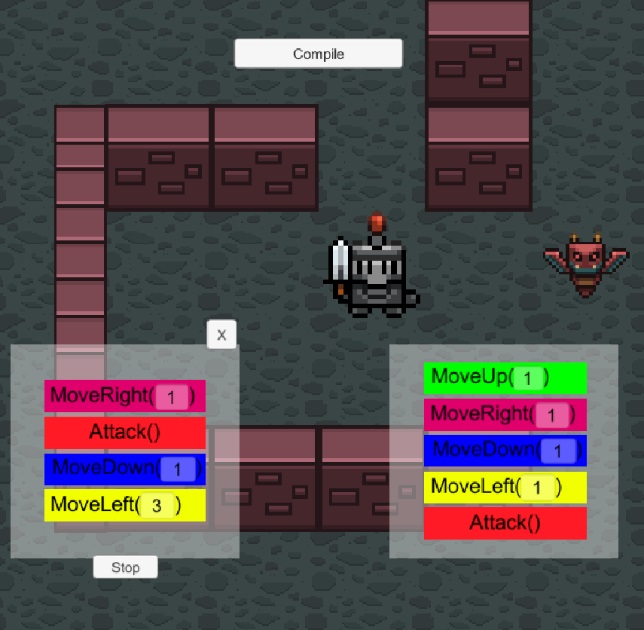 Compile
X
MoveRight( 1 )
Attack()
MoveDown( 1 )
MoveLeft( 3 )
Stop
MoveUp( 1 )
MoveRight( 1 )
MoveDown( 1 )
MoveLeft( 1 )
Attack()